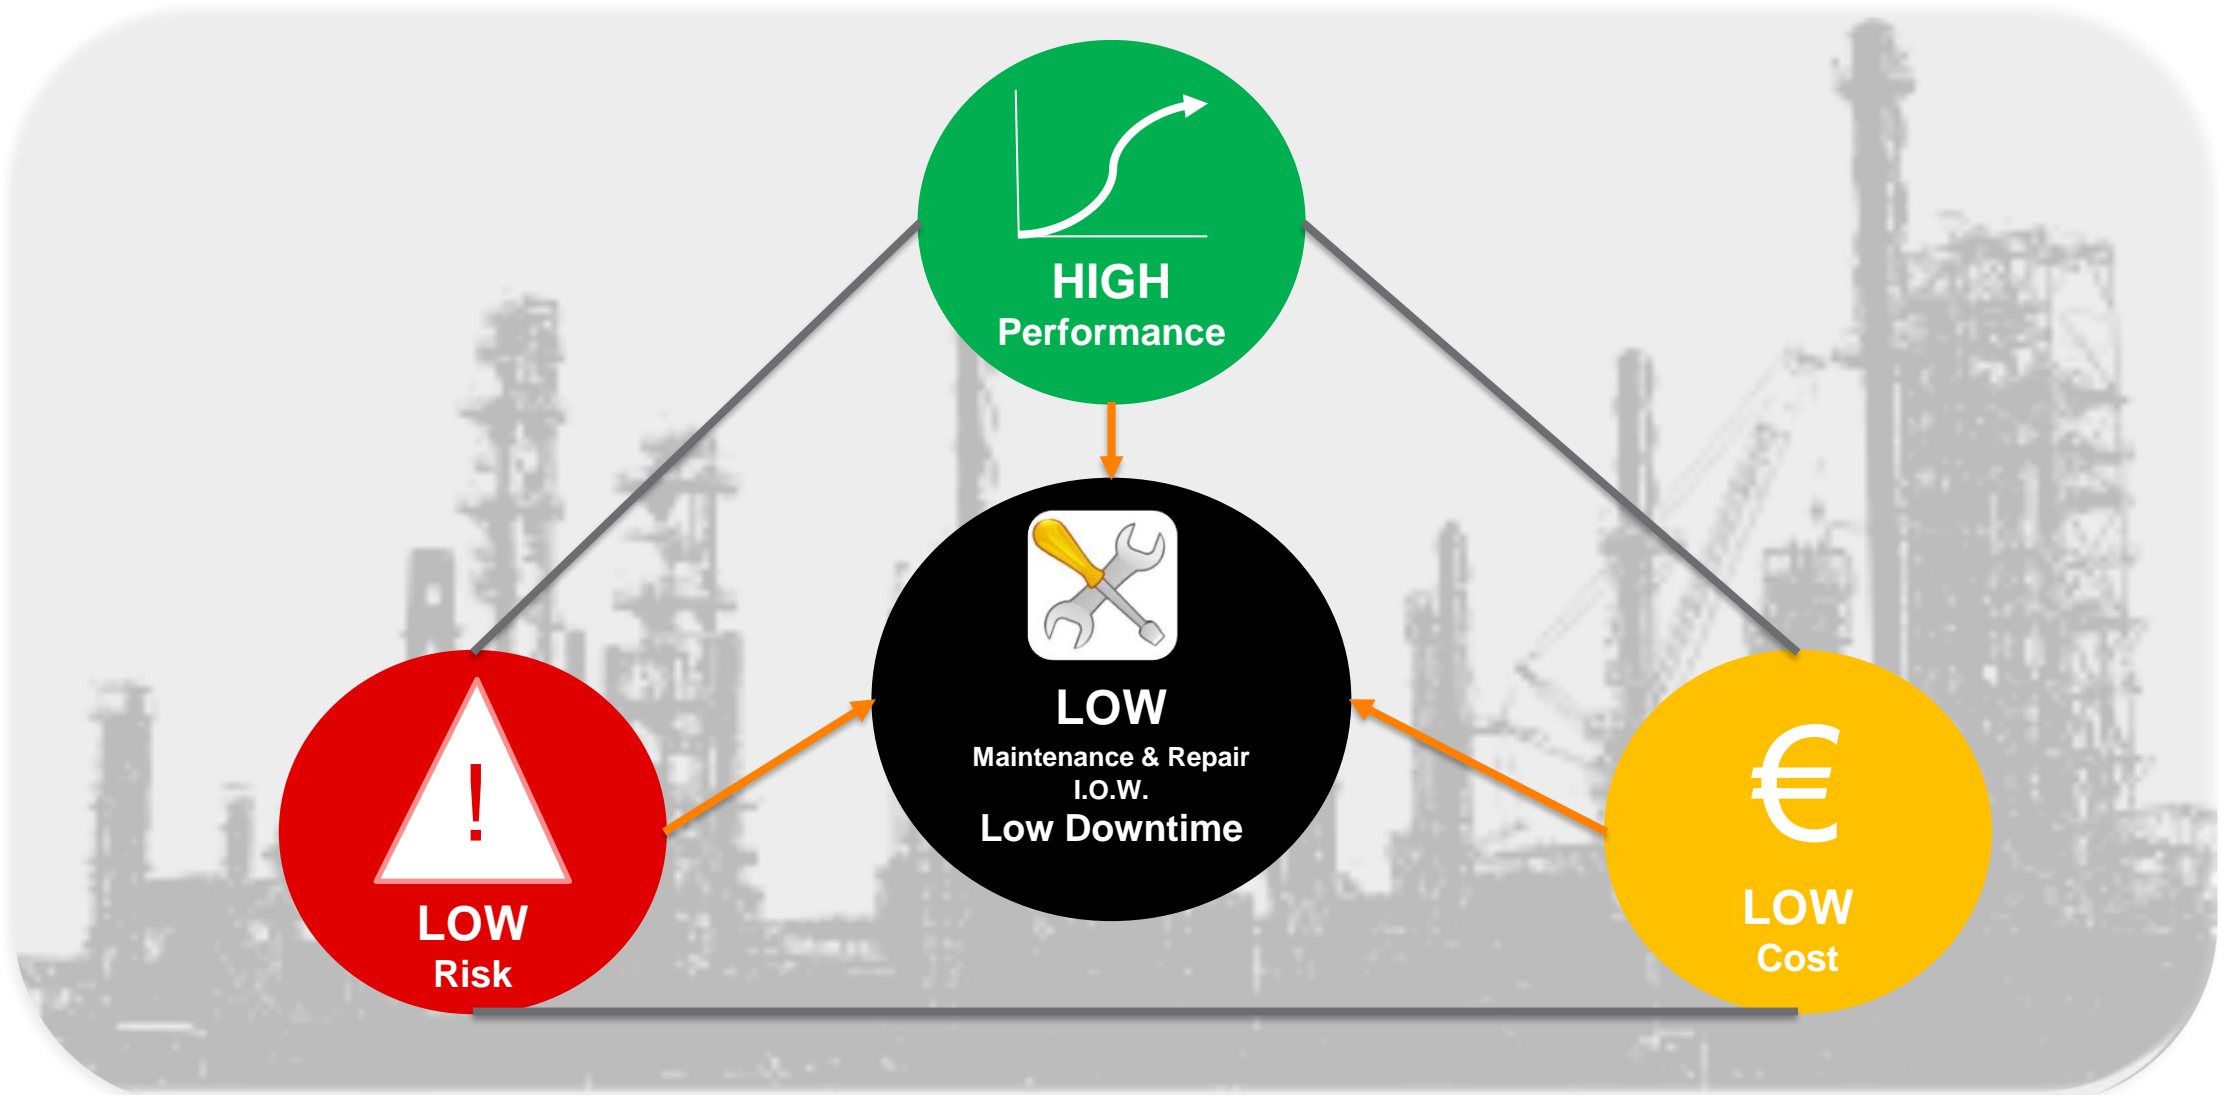 HIGH
Performance
LOW
Maintenance & Repair
I.O.W.
Low Downtime
!
LOW
Risk
€
LOW
Cost